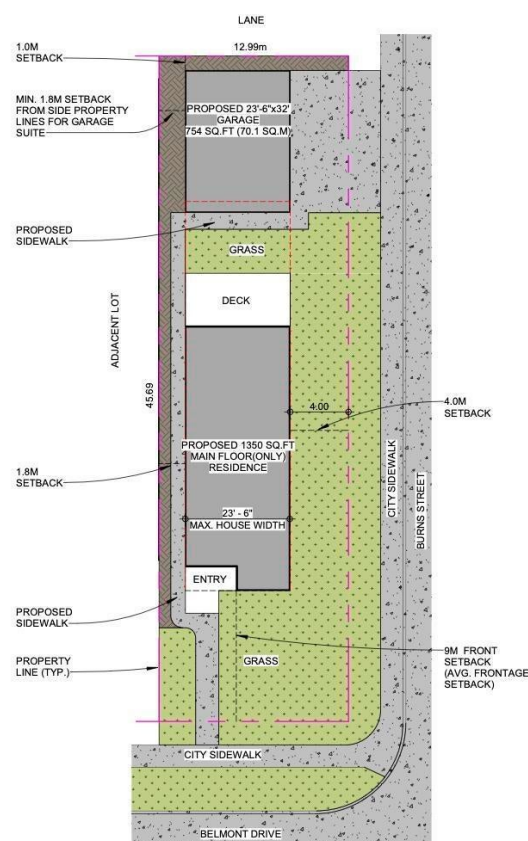 LANE
1.0M
SETBACK
12.99m
MIN. 1.8M SETBACK
FROM SIDE PROPERTY
LINES FOR GARAGE
SUITE
PROPOSED 23'-6"x32'
GARAGE
754 SQ.FT (70.1 SQ.M)
PROPOSED
SIDEWALK
GRASS
DECK
ADJACENT LOT
45.69
4.00
4.0M
SETBACK
CITY SIDEWALK
BURNS STREET
PROPOSED 1350 SQ.FT
MAIN FLOOR(ONLY)
RESIDENCE
1.8M
SETBACK
23' - 6"
MAX. HOUSE WIDTH
ENTRY
PROPOSED
SIDEWALK
PROPERTY
LINE (TYP.)
GRASS
9M FRONT
SETBACK
(AVG. FRONTAGE
SETBACK)
CITY SIDEWALK
BELMONT DRIVE